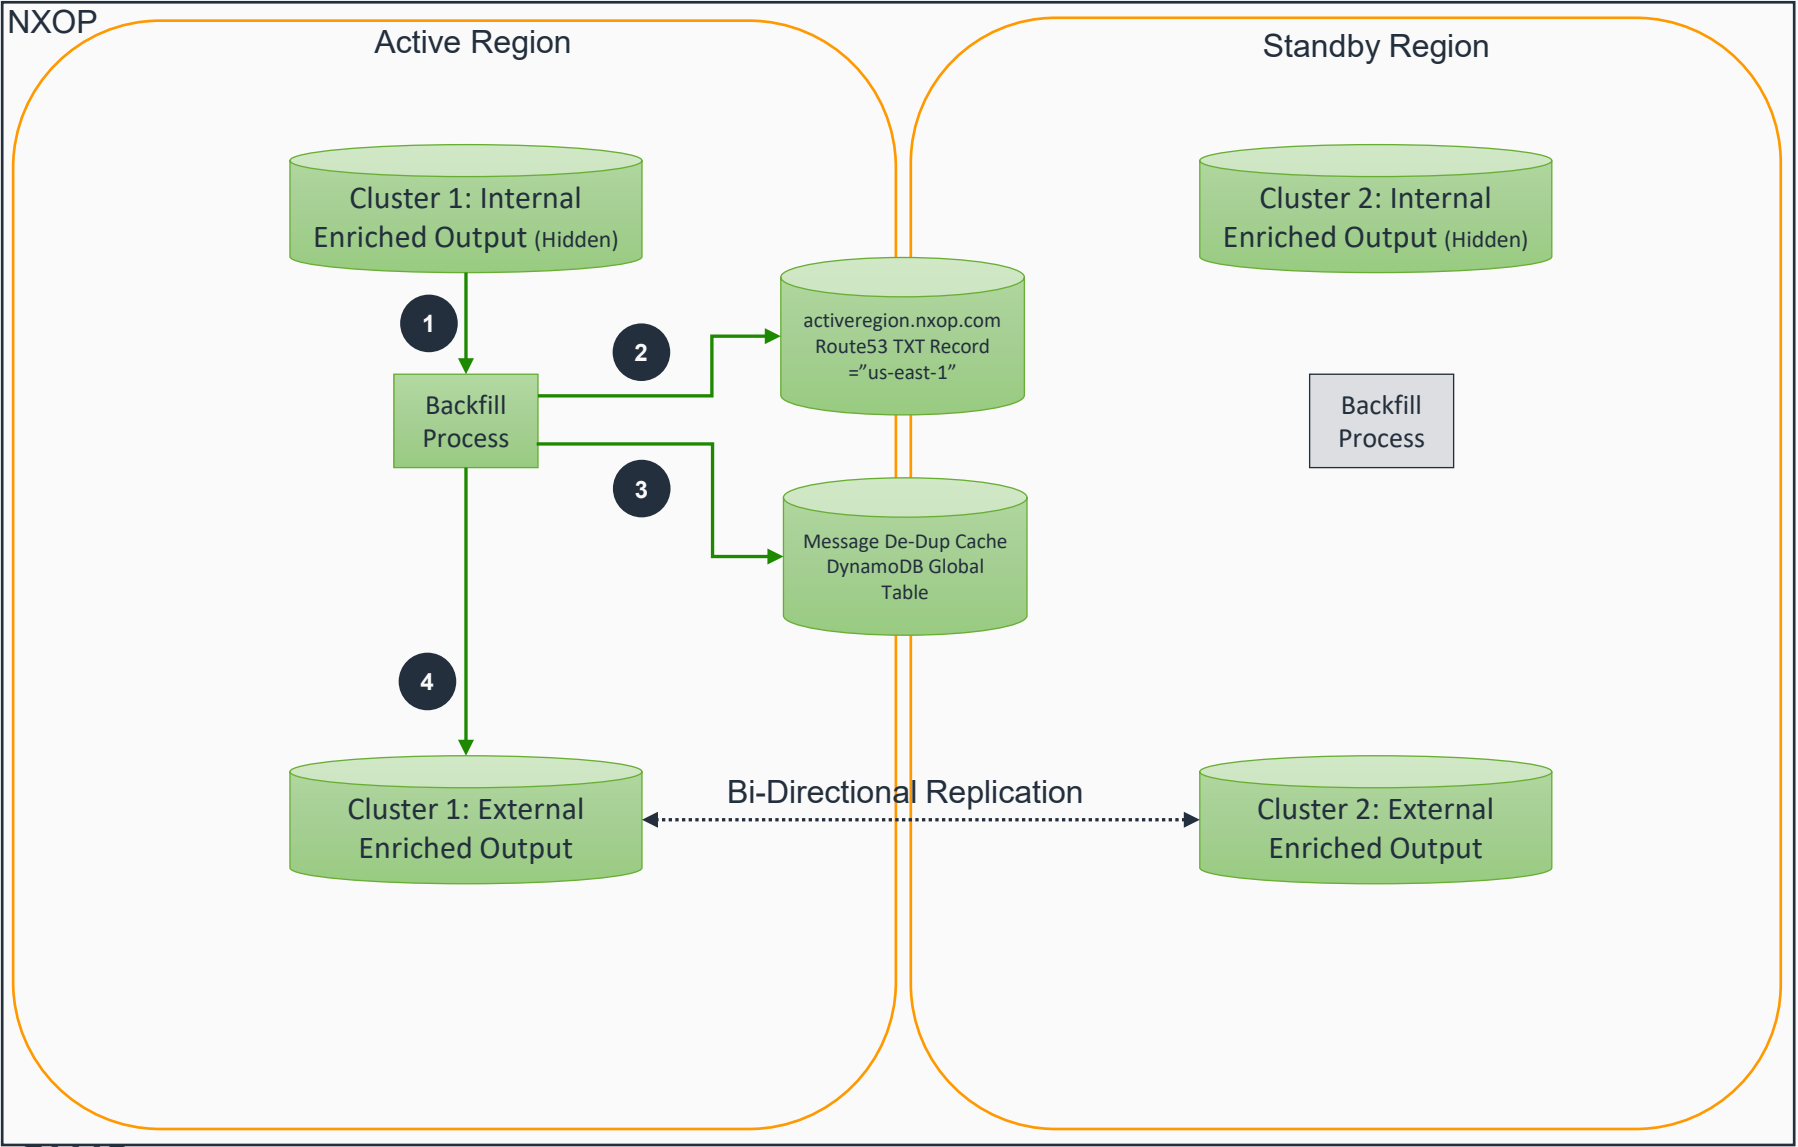 NXOP
Active Region
Standby Region
Cluster 1: Internal
Enriched Output (Hidden)
Cluster 2: Internal
Enriched Output (Hidden)
1
2
activeregion.nxop.com
Route53 TXT Record
=”us-east-1”
Backfill
Process
Backfill
Process
3
Message De-Dup Cache
DynamoDB Global
Table
4
Bi-Directional Replication
Cluster 1: External
Enriched Output
Cluster 2: External
Enriched Output